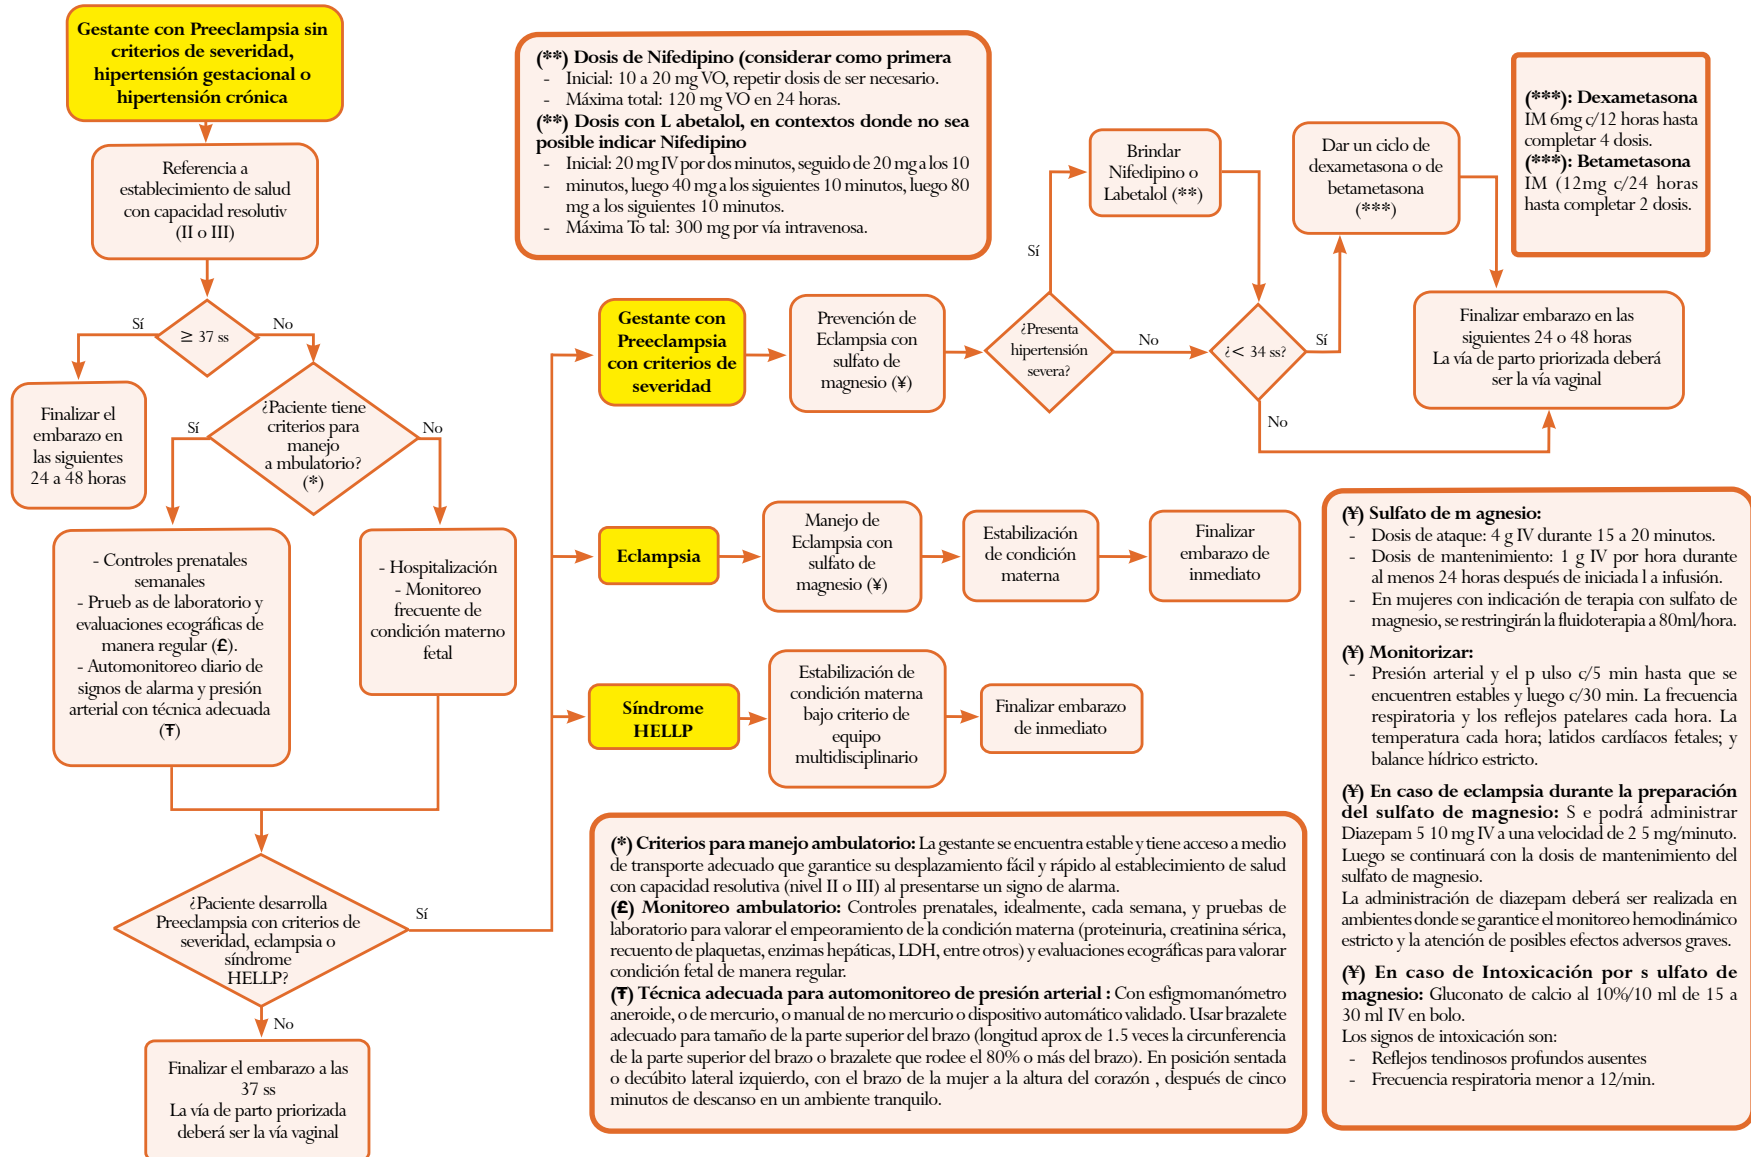 Gestante con Preeclampsia sin
criterios de severidad,
hipertensión gestacional o
hipertensión crónica
Referencia a
establecimiento de salud
con capacidad resolutiv
(II o III)
≥ 37 ss
Sí
No
Finalizar el
embarazo en
las siguientes
24 a 48 horas
¿Paciente tiene
criterios para
manejo
a mbulatorio?
(*)
Sí
No
- Controles prenatales
semanales
- Prueb as de laboratorio y
evaluaciones ecográficas de
manera regular (£).
- Automonitoreo diario de
signos de alarma y presión
arterial con técnica adecuada
(Ŧ)
- Hospitalización
- Monitoreo
frecuente de
condición materno
fetal
¿Paciente desarrolla
Preeclampsia con criterios de
severidad, eclampsia o
síndrome
HELLP?
Sí
No
Finalizar el embarazo a las
37 ss
La vía de parto priorizada
deberá ser la vía vaginal
(**) Dosis de Nifedipino (considerar como primera
- Inicial: 10 a 20 mg VO, repetir dosis de ser necesario.
- Máxima total: 120 mg VO en 24 horas.
(**) Dosis con L abetalol, en contextos donde no sea
posible indicar Nifedipino
- Inicial: 20 mg IV por dos minutos, seguido de 20 mg a los 10
- minutos, luego 40 mg a los siguientes 10 minutos, luego 80
mg a los siguientes 10 minutos.
- Máxima To tal: 300 mg por vía intravenosa.
Gestante con
Preeclampsia
con criterios de
severidad
Prevención de
Eclampsia con
sulfato de
magnesio (¥)
¿Presenta
hipertensión
severa?
Sí
No
Brindar
Nifedipino o
Labetalol (**)
¿< 34 ss?
Sí
No
Dar un ciclo de
dexametasona o de
betametasona
(***)
(***): Dexametasona
IM 6mg c/12 horas hasta
completar 4 dosis.
(***): Betametasona
IM (12mg c/24 horas
hasta completar 2 dosis.
Finalizar embarazo en las
siguientes 24 o 48 horas
La vía de parto priorizada deberá
ser la vía vaginal
Eclampsia
Manejo de
Eclampsia con
sulfato de
magnesio (¥)
Estabilización
de condición
materna
Finalizar
embarazo de
inmediato
Síndrome
HELLP
Estabilización de
condición materna
bajo criterio de
equipo
multidisciplinario
Finalizar embarazo
de inmediato
(*) Criterios para manejo ambulatorio: La gestante se encuentra estable y tiene acceso a medio
de transporte adecuado que garantice su desplazamiento fácil y rápido al establecimiento de salud
con capacidad resolutiva (nivel II o III) al presentarse un signo de alarma.
(£) Monitoreo ambulatorio: Controles prenatales, idealmente, cada semana, y pruebas de
laboratorio para valorar el empeoramiento de la condición materna (proteinuria, creatinina sérica,
recuento de plaquetas, enzimas hepáticas, LDH, entre otros) y evaluaciones ecográficas para valorar
condición fetal de manera regular.
(Ŧ) Técnica adecuada para automonitoreo de presión arterial : Con esfigmomanómetro
aneroide, o de mercurio, o manual de no mercurio o dispositivo automático validado. Usar brazalete
adecuado para tamaño de la parte superior del brazo (longitud aprox de 1.5 veces la circunferencia
de la parte superior del brazo o brazalete que rodee el 80% o más del brazo). En posición sentada
o decúbito lateral izquierdo, con el brazo de la mujer a la altura del corazón , después de cinco
minutos de descanso en un ambiente tranquilo.
(¥) Sulfato de m agnesio:
- Dosis de ataque: 4 g IV durante 15 a 20 minutos.
- Dosis de mantenimiento: 1 g IV por hora durante
al menos 24 horas después de iniciada l a infusión.
- En mujeres con indicación de terapia con sulfato de
magnesio, se restringirán la fluidoterapia a 80ml/hora.
(¥) Monitorizar:
- Presión arterial y el p ulso c/5 min hasta que se
encuentren estables y luego c/30 min. La frecuencia
respiratoria y los reflejos patelares cada hora. La
temperatura cada hora; latidos cardíacos fetales; y
balance hídrico estricto.
(¥) En caso de eclampsia durante la preparación
del sulfato de magnesio: S e podrá administrar
Diazepam 5 10 mg IV a una velocidad de 2 5 mg/minuto.
Luego se continuará con la dosis de mantenimiento del
sulfato de magnesio.
La administración de diazepam deberá ser realizada en
ambientes donde se garantice el monitoreo hemodinámico
estricto y la atención de posibles efectos adversos graves.
(¥) En caso de Intoxicación por s ulfato de
magnesio: Gluconato de calcio al 10%/10 ml de 15 a
30 ml IV en bolo.
Los signos de intoxicación son:
- Reflejos tendinosos profundos ausentes
- Frecuencia respiratoria menor a 12/min.